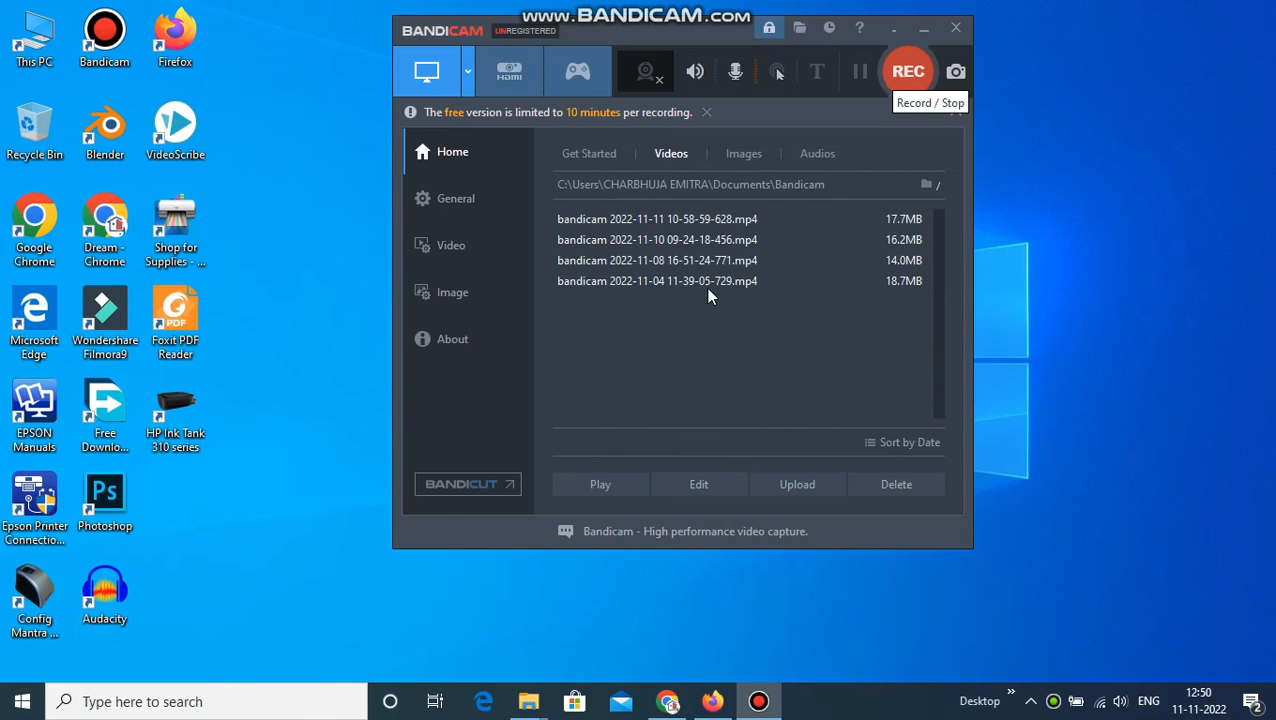 www.BANDICAM.com
BANDICAM UNREGISTERED
HDMI
T
REC
Record / Stop
The free version is limited to 10 minutes per recording.
Home
General
Video
Image
About
BANDICUT
Get Started
Videos
Images
Audios
C:\Users\CHARBHUJA EMITRA\Documents\Bandicam
/
bandicam 2022-11-11 10-58-59-628.mp4 17.7MB
bandicam 2022-11-10 09-24-18-456.mp4 16.2MB
bandicam 2022-11-08 16-51-24-771.mp4 14.0MB
bandicam 2022-11-04 11-39-05-729.mp4 18.7MB
Sort by Date
Play
Edit
Upload
Delete
Bandicam - High performance video capture.
This PC
Bandicam
Firefox
Recycle Bin
Blender
VideoScribe
Google
Chrome
Dream -
Chrome
Shop for
Supplies - ...
Microsoft
Edge
Wondershare
Filmora9
PDF
Foxit PDF
Reader
EPSON
Manuals
Free
Downlo...
HP Ink Tank
310 series
Epson Printer
Connectio...
Ps
Photoshop
Config
Mantra ...
Audacity
Type here to search
Desktop
ENG
12:50
11-11-2022
2